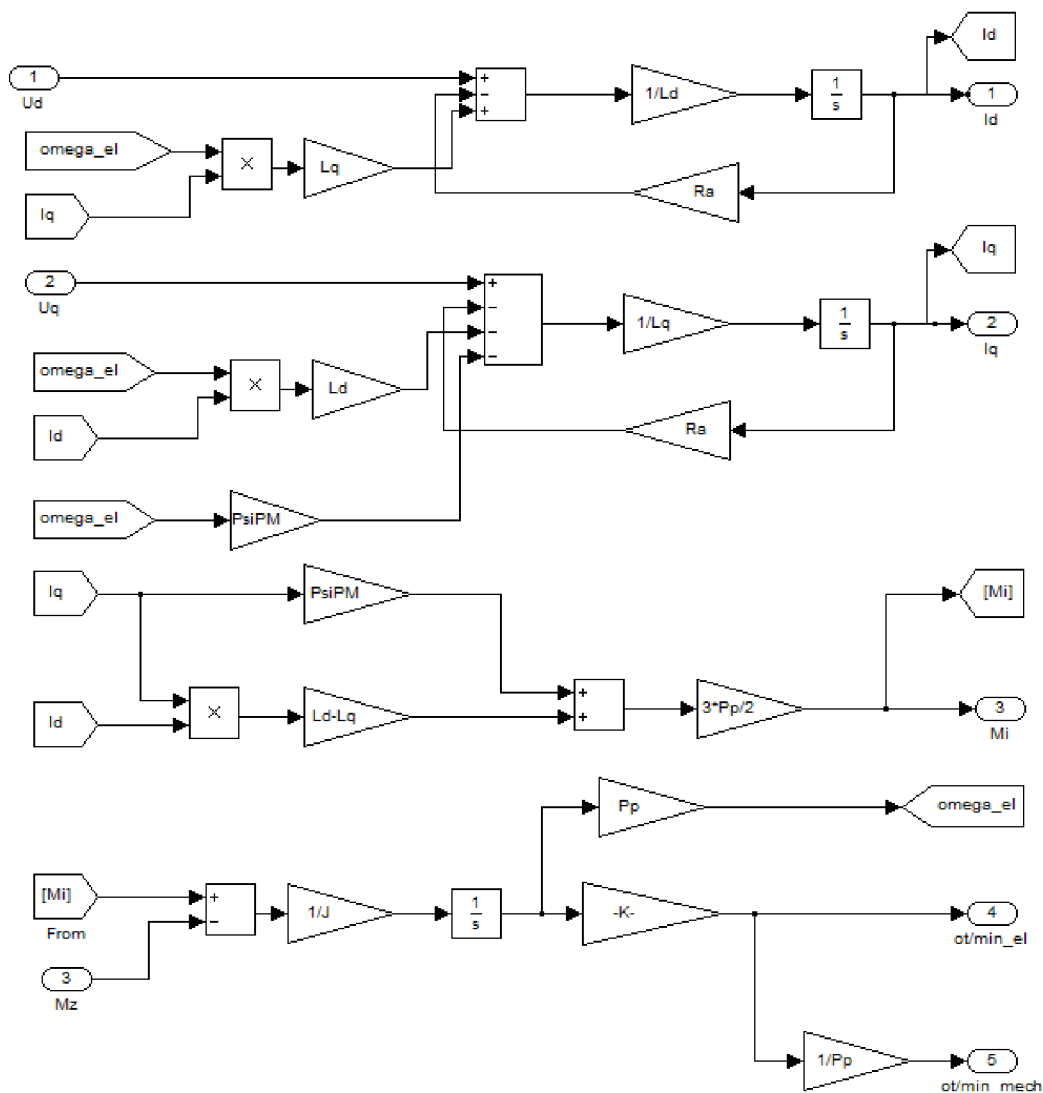 Id
1
Ud
+
−
+
1/Ld
1
s
1
Id
omega_el
×
Lq
Ra
Iq
Iq
2
Uq
+
−
−
−
1/Lq
1
s
2
Iq
omega_el
×
Ld
Id
Ra
omega_el
PsiPM
Iq
PsiPM
[Mi]
Id
×
Ld-Lq
+
+
3*Pp/2
3
Mi
Pp
omega_el
[Mi]
From
+
−
1/J
1
s
-K-
4
ot/min_el
3
Mz
1/Pp
5
ot/min_mech